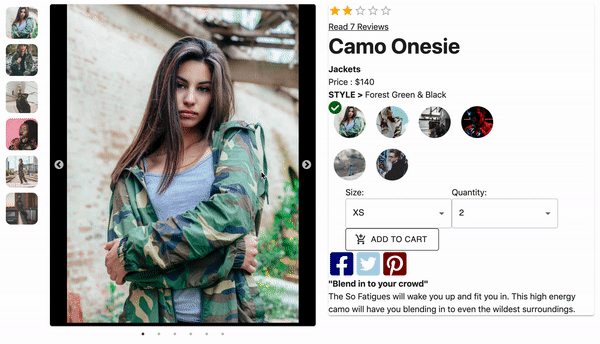 Read 7 Reviews
Camo Onesie
Jackets
Price : $140
STYLE > Forest Green & Black
Size: Quantity:
XS 2
ADD TO CART
"Blend in to your crowd"
The So Fatigues will wake you up and fit you in. This high energy
camo will have you blending in to even the wildest surroundings.